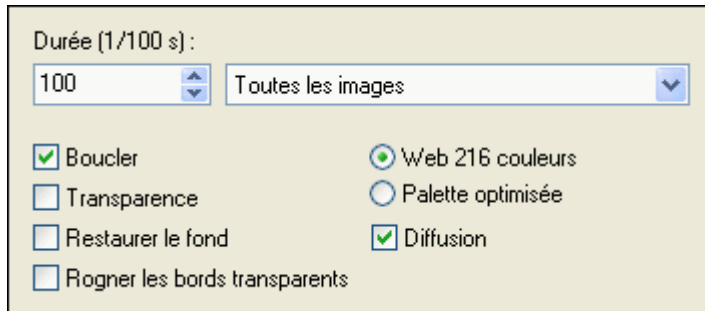 Durée (1/100 s) :
100
Toutes les images
Boucler
Web 216 couleurs
Transparence
Palette optimisée
Restaurer le fond
Diffusion
Rogner les bords transparents